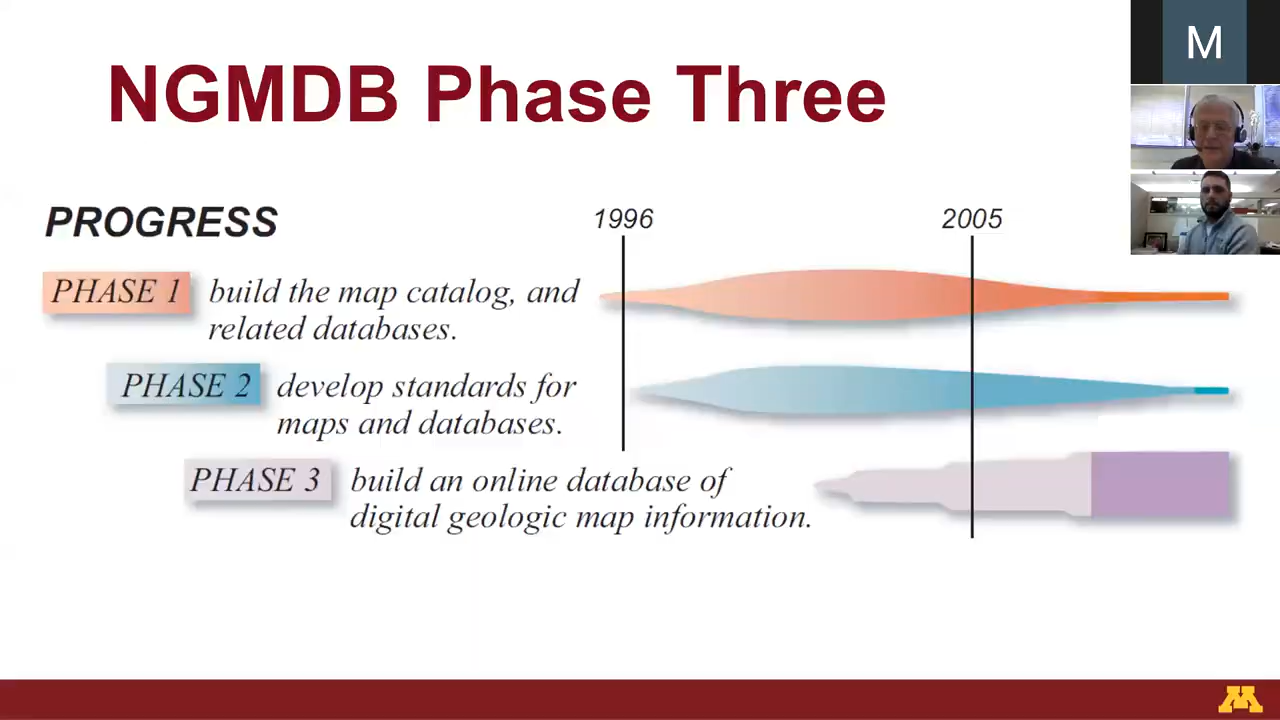 NGMDB Phase Three
M
PROGRESS
1996
2005
PHASE 1
build the map catalog, and
related databases.
PHASE 2
develop standards for
maps and databases.
PHASE 3
build an online database of
digital geologic map information.
M